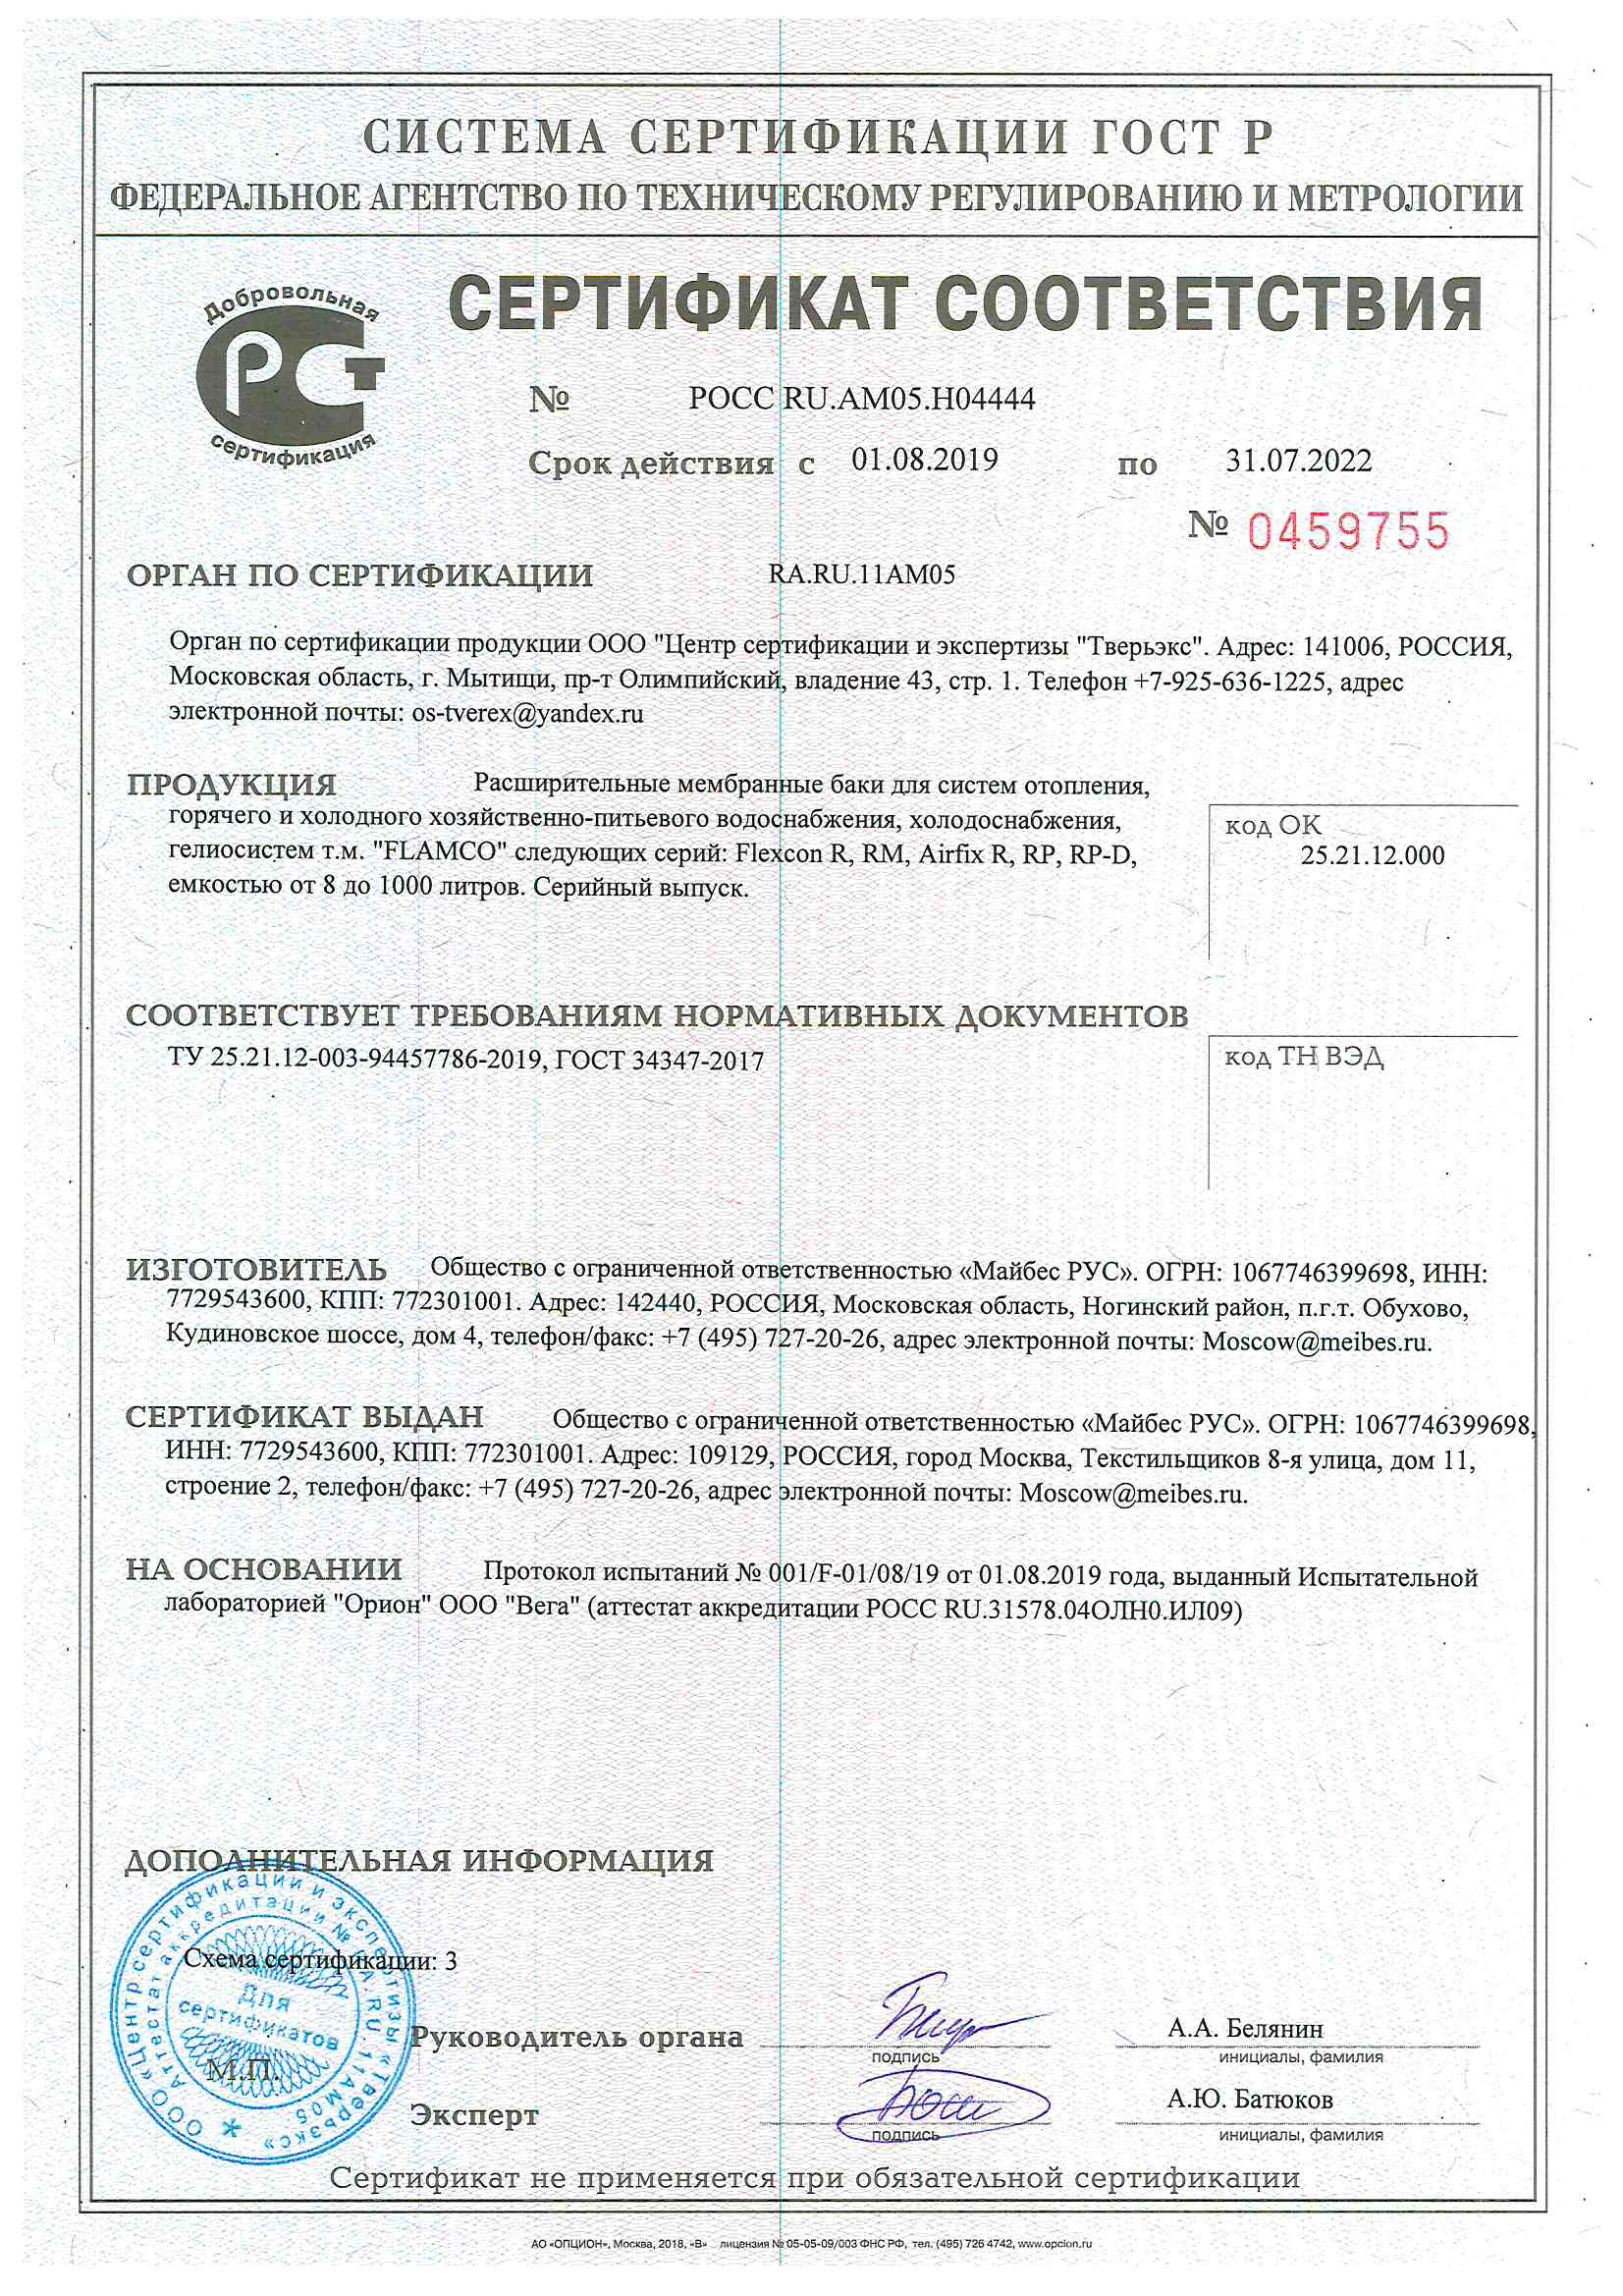 СИСТЕМА СЕРТИФИКАЦИИ ГОСТ Р
ФЕДЕРАЛЬНОЕ АГЕНТСТВО ПО ТЕХНИЧЕСКОМУ РЕГУЛИРОВАНИЮ И МЕТРОЛОГИИ
Добровольная
РСТ
сертификация
СЕРТИФИКАТ СООТВЕТСТВИЯ
№ РОСС RU.АМ05.Н04444
Срок действия с 01.08.2019 по 31.07.2022
№ 0459755
ОРГАН ПО СЕРТИФИКАЦИИ RA.RU.11АМ05
Орган по сертификации продукции ООО "Центр сертификации и экспертизы "Тверьэкс". Адрес: 141006, РОССИЯ,
Московская область, г. Мытищи, пр-т Олимпийский, владение 43, стр. 1. Телефон +7-925-636-1225, адрес
электронной почты: os-tverex@yandex.ru
ПРОДУКЦИЯ Расширительные мембранные баки для систем отопления,
горячего и холодного хозяйственно-питьевого водоснабжения, холодоснабжения,
гелиосистем т.м. "FLAMCO" следующих серий: Flexcon R, RM, Airfix R, RP, RP-D,
емкостью от 8 до 1000 литров. Серийный выпуск.
код ОК
25.21.12.000
СООТВЕТСТВУЕТ ТРЕБОВАНИЯМ НОРМАТИВНЫХ ДОКУМЕНТОВ
ТУ 25.21.12-003-94457786-2019, ГОСТ 34347-2017
код ТН ВЭД
ИЗГОТОВИТЕЛЬ Общество с ограниченной ответственностью «Майбес РУС». ОГРН: 1067746399698, ИНН:
7729543600, КПП: 772301001. Адрес: 142440, РОССИЯ, Московская область, Ногинский район, п.г.т. Обухово,
Кудиновское шоссе, дом 4, телефон/факс: +7 (495) 727-20-26, адрес электронной почты: Moscow@meibes.ru.
СЕРТИФИКАТ ВЫДАН Общество с ограниченной ответственностью «Майбес РУС». ОГРН: 1067746399698,
ИНН: 7729543600, КПП: 772301001. Адрес: 109129, РОССИЯ, город Москва, Текстильщиков 8-я улица, дом 11,
строение 2, телефон/факс: +7 (495) 727-20-26, адрес электронной почты: Moscow@meibes.ru.
НА ОСНОВАНИИ Протокол испытаний № 001/F-01/08/19 от 01.08.2019 года, выданный Испытательной
лабораторией "Орион" ООО "Вега" (аттестат аккредитации РОСС RU.31578.04ОЛН0.ИЛ09)
ДОПОЛНИТЕЛЬНАЯ ИНФОРМАЦИЯ
Схема сертификации: 3
ООО «Центр сертификации и экспертизы «Тверьэкс»
Аттестат аккредитации № RA.RU.11АМ05
Для
сертификатов
М.П.
Руководитель органа А.А. Белянин
подпись инициалы, фамилия
Эксперт А.Ю. Батюков
подпись инициалы, фамилия
Сертификат не применяется при обязательной сертификации
АО «ОПЦИОН», Москва, 2018, «В» лицензия № 05-05-09/003 ФНС РФ, тел. (495) 726 4742, www.opcion.ru